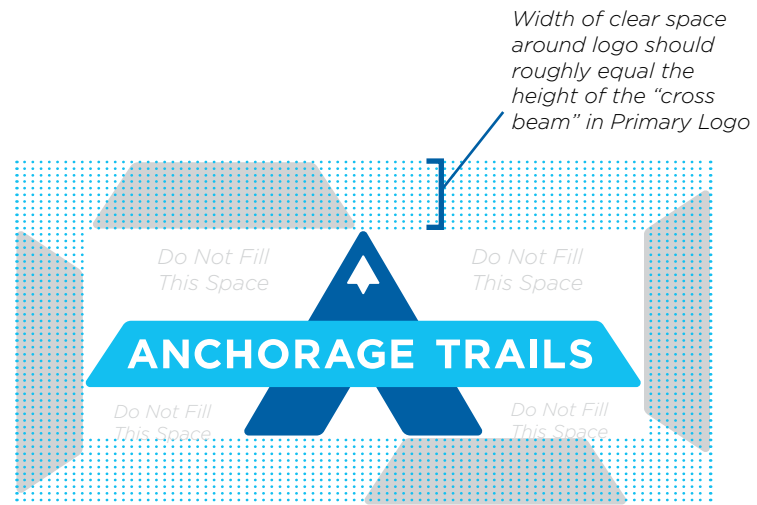 Width of clear space
around logo should
roughly equal the
height of the “cross
beam” in Primary Logo
Do Not Fill
This Space
Do Not Fill
This Space
ANCHORAGE TRAILS
Do Not Fill
This Space
Do Not Fill
This Space